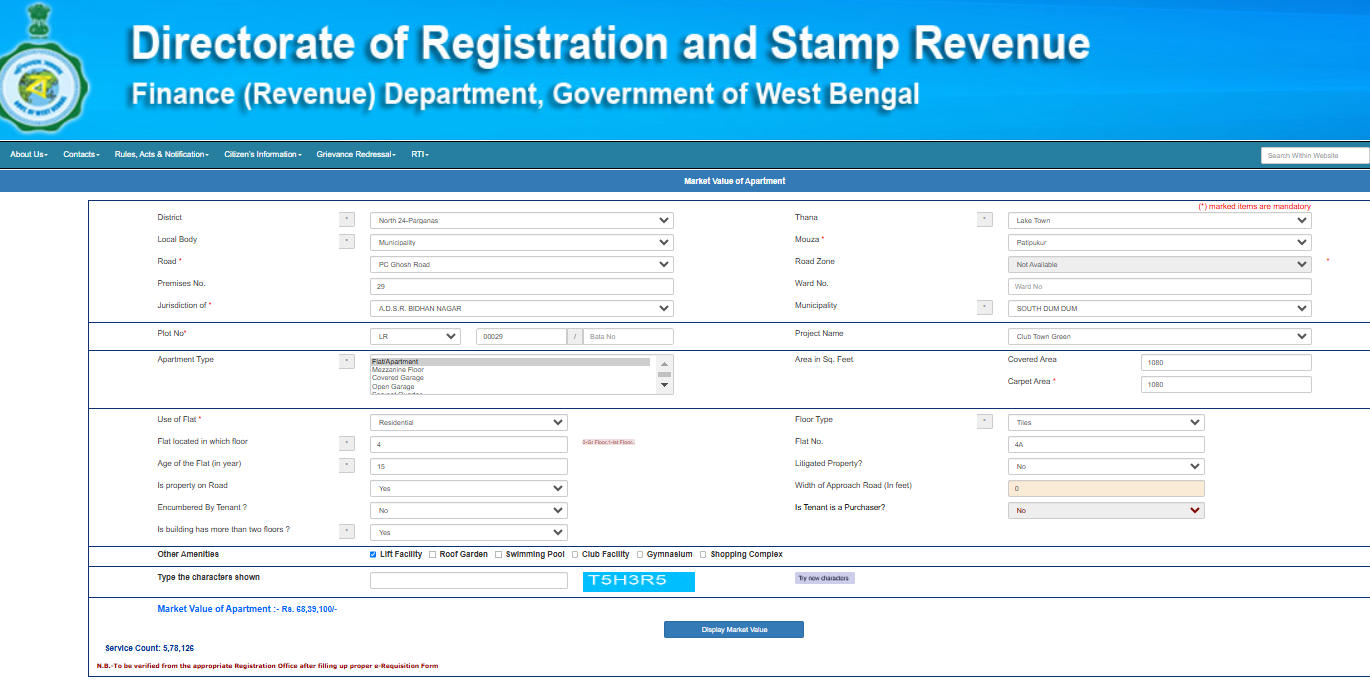 Directorate of Registration and Stamp Revenue
Finance (Revenue) Department, Government of West Bengal
About Us Contacts Rules, Acts & Notification Citizen's Information Grievance Redressal RTI Search Within Website
Market Value of Apartment
(*) marked items are mandatory
District * North 24-Parganas Thana * Lake Town
Local Body * Municipality Mouza * Patipukur
Road * PC Ghosh Road Road Zone Not Available *
Premises No. 29 Ward No. Ward No
Jurisdiction of * A.D.S.R. BIDHAN NAGAR Municipality * SOUTH DUM DUM
Plot No* LR 00029 / Bata No Project Name Club Town Green
Apartment Type * Flat/Apartment Area in Sq. Feet Covered Area 1080
Mezzanine Floor
Covered Garage
Open Garage
Carpet Area * 1080
Use of Flat * Residential Floor Type * Tiles
Flat located in which floor * 4 0-Gr Floor,1-Ist Floor.. Flat No. 4A
Age of the Flat (in year) * 15 Litigated Property? No
Is property on Road Yes Width of Approach Road (In feet) 0
Encumbered By Tenant ? No Is Tenant is a Purchaser? No
Is building has more than two floors ? * Yes
Other Amenities Lift Facility Roof Garden Swimming Pool Club Facility Gymnasium Shopping Complex
Type the characters shown T5H3R5 Try new characters
Market Value of Apartment :- Rs. 68,39,100/-
Display Market Value
Service Count: 5,78,126
N.B.-To be verified from the appropriate Registration Office after filling up proper e-Requisition Form